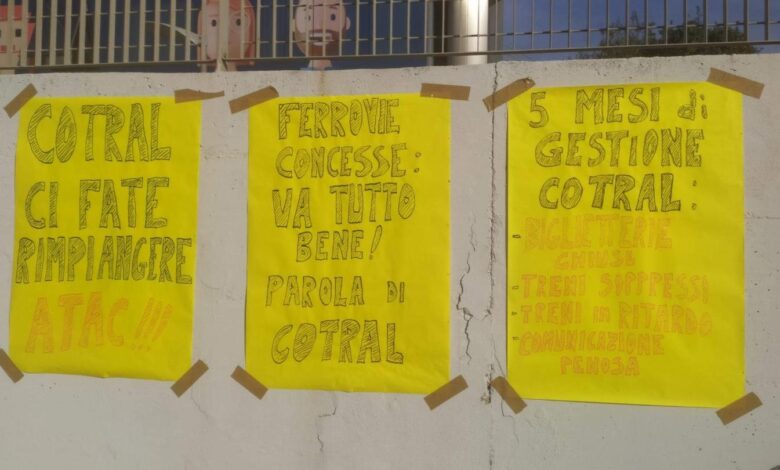 COTRAL
CI FATE
RIMPIANGERE
ATAC!!!
FERROVIE
CONCESSE:
VA TUTTO
BENE!
PAROLA DI
COTRAL
5 MESI di
GESTIONE
COTRAL:
- BIGLIETTERIE
CHIUSE
- TRENI SOPPRESSI
- TRENI in RITARDO
- COMUNICAZIONE
PENOSA